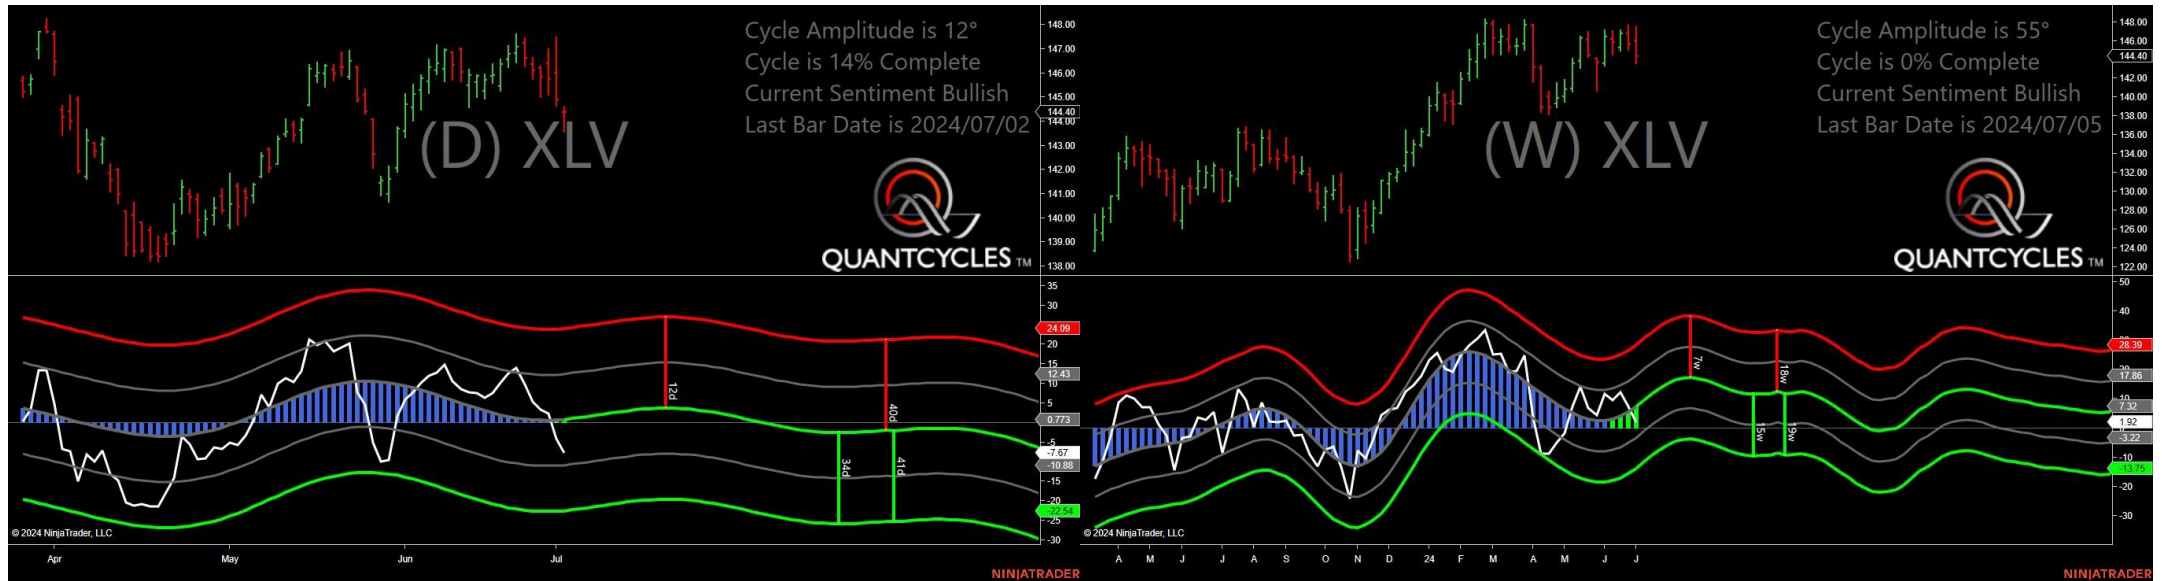 Cycle Amplitude is 12°
Cycle is 14% Complete
Current Sentiment Bullish
Last Bar Date is 2024/07/02
(D) XLV
QUANTCYCLES TM
148.00
147.00
146.00
145.00
144.40
144.00
143.00
142.00
141.00
140.00
139.00
138.00
35
30
24.09
20
15
12.43
10
5
0.773
-5
-7.67
-10.88
-15
-20
-22.54
-25
-30
12d
40d
34d
41d
© 2024 NinjaTrader, LLC
Apr
May
Jun
Jul
NINJATRADER
Cycle Amplitude is 55°
Cycle is 0% Complete
Current Sentiment Bullish
Last Bar Date is 2024/07/05
(W) XLV
QUANTCYCLES TM
148.00
146.00
144.40
142.00
140.00
138.00
136.00
134.00
132.00
130.00
128.00
126.00
124.00
122.00
50
40
28.39
17.86
10
7.32
1.92
-3.22
-10
-13.75
-20
-30
7w
18w
15w
19w
© 2024 NinjaTrader, LLC
A M J J A S O N D 24 F M A M J J
NINJATRADER